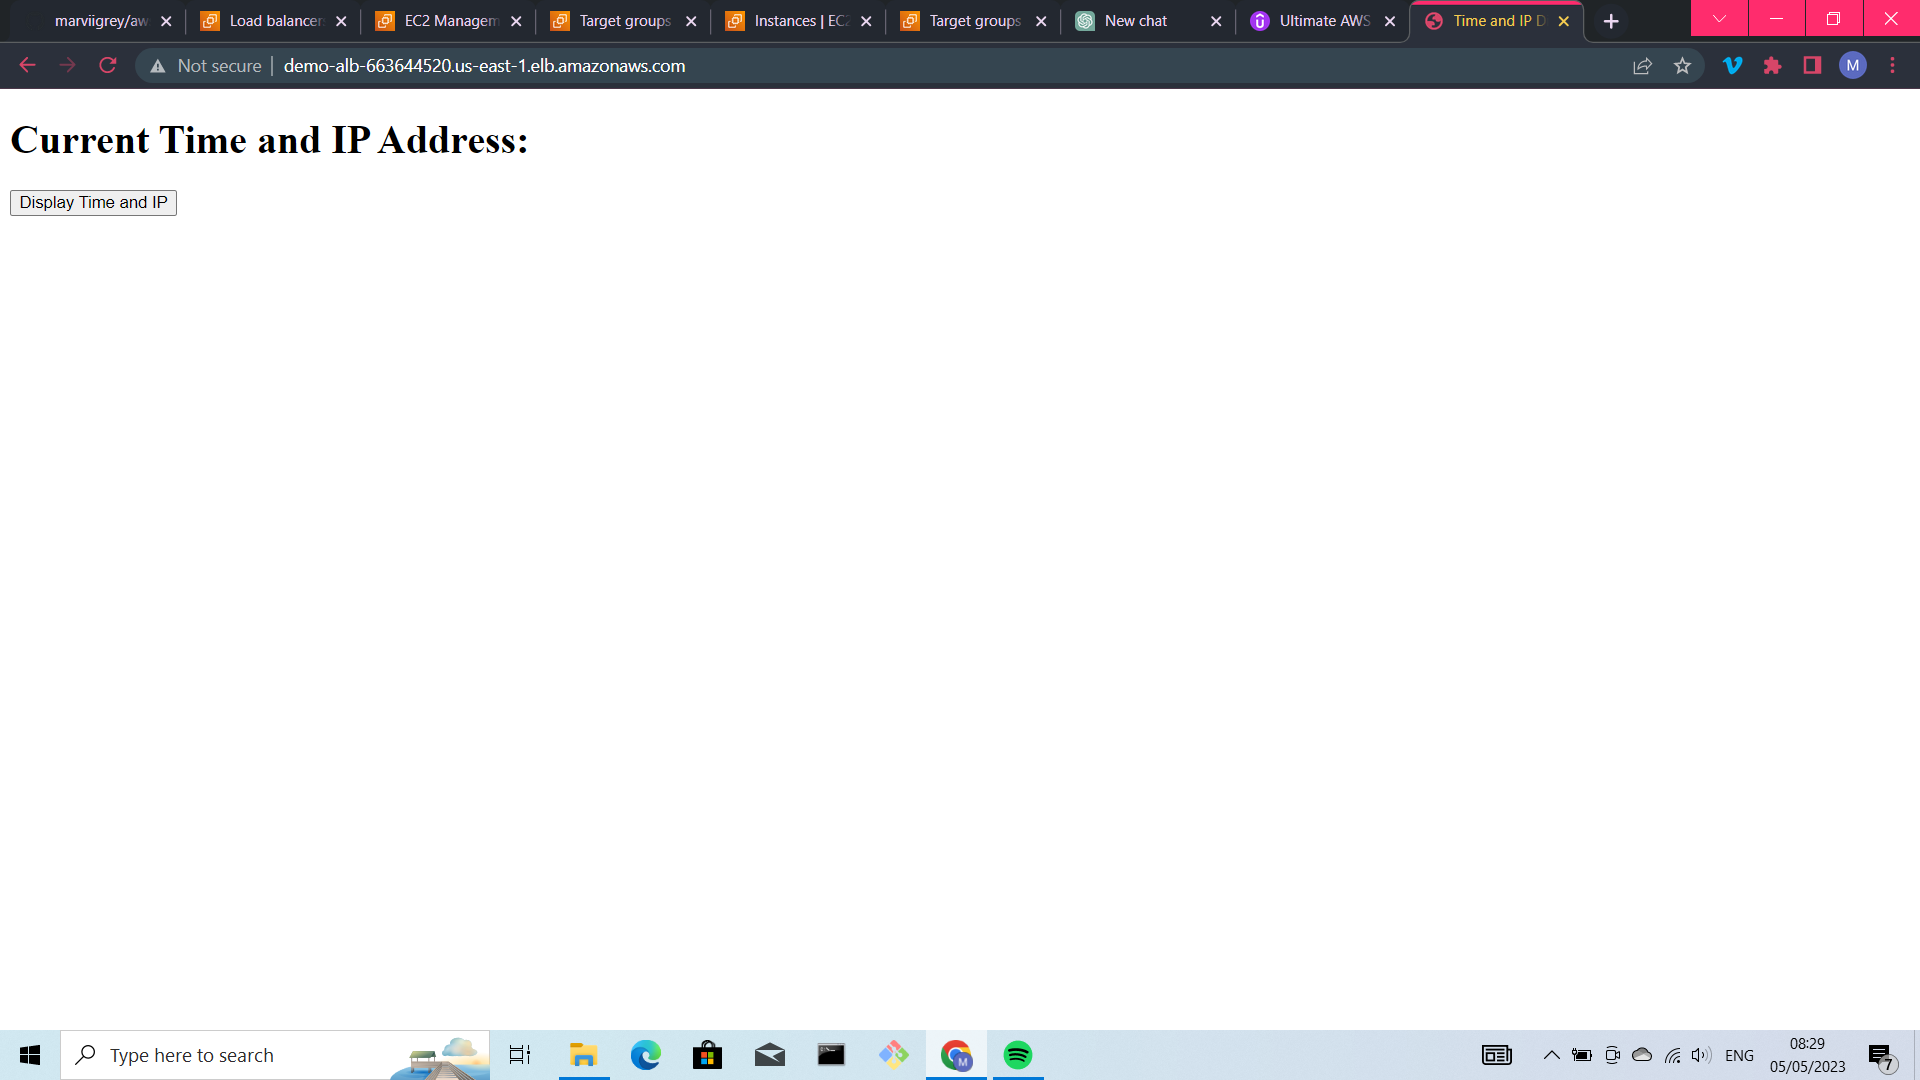 marviigrey/aw
Load balancer
EC2 Managem
Target groups
Instances | EC2
Target groups
New chat
Ultimate AWS
Time and IP D
Not secure
demo-alb-663644520.us-east-1.elb.amazonaws.com
M
Current Time and IP Address:
Display Time and IP
Type here to search
M
ENG
08:29
05/05/2023
7